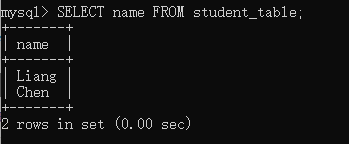 mysql> SELECT name FROM student_table;
+-------+
| name  |
+-------+
| Liang |
| Chen  |
+-------+
2 rows in set (0.00 sec)